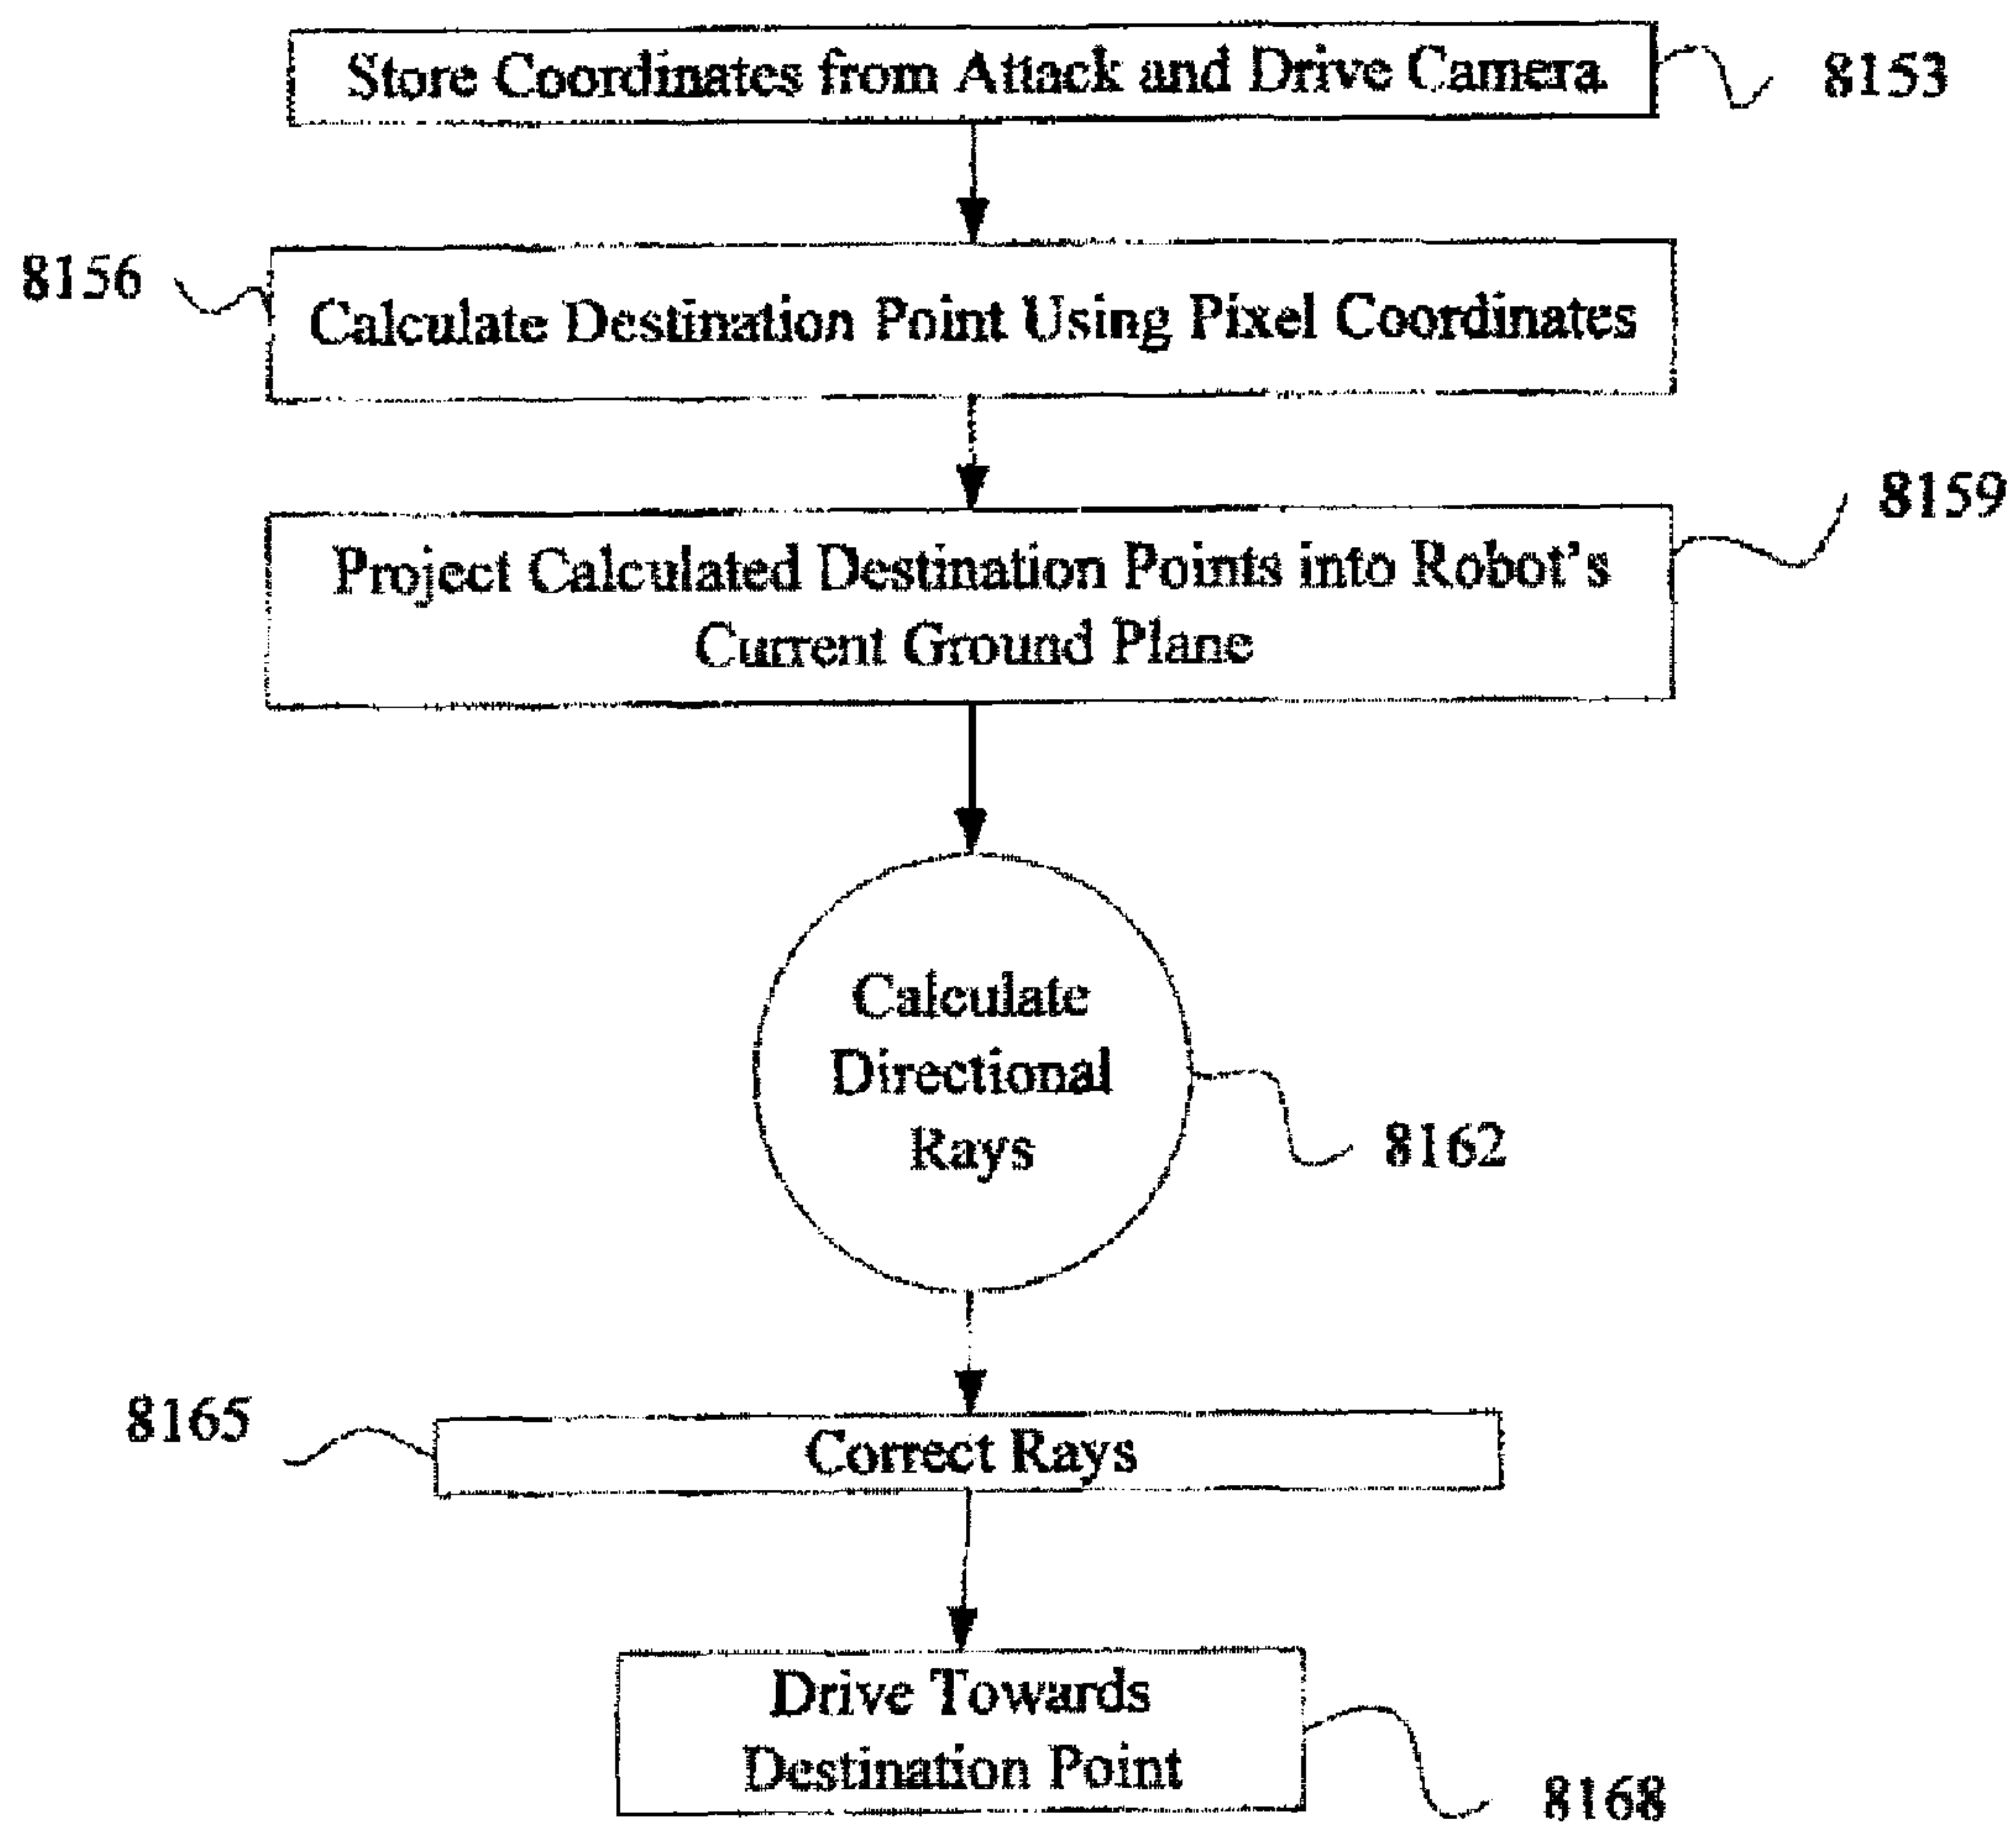 Store Coordinates from Attack and Drive Camera
8153
8156
Calculate Destination Point Using Pixel Coordinates
8159
Project Calculated Destination Points into Robot's
Current Ground Plane
Calculate
Directional
Rays
8162
8165
Correct Rays
Drive Towards
Destination Point
8168